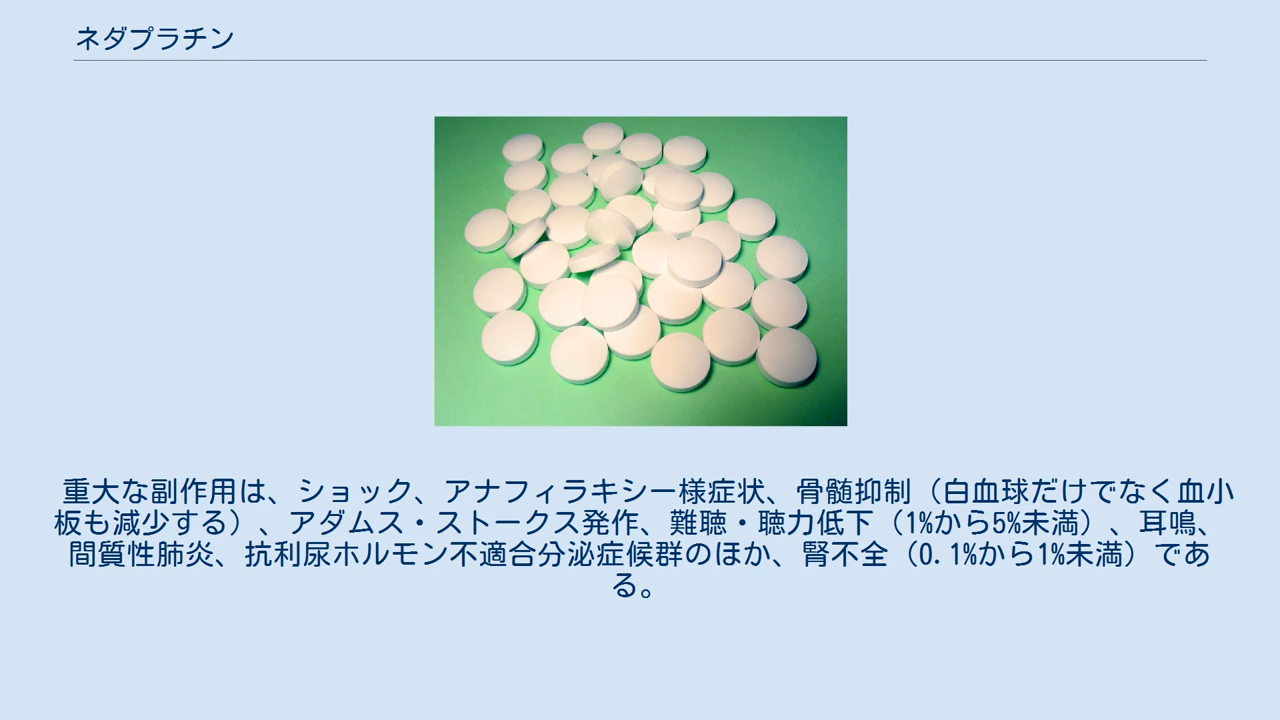 ネダプラチン
重大な副作用は、ショック、アナフィラキシー様症状、骨髄抑制（白血球だけでなく血小
板も減少する）、アダムス・ストークス発作、難聴・聴力低下（1%から5%未満）、耳鳴、
間質性肺炎、抗利尿ホルモン不適合分泌症候群のほか、腎不全（0.1%から1%未満）であ
る。